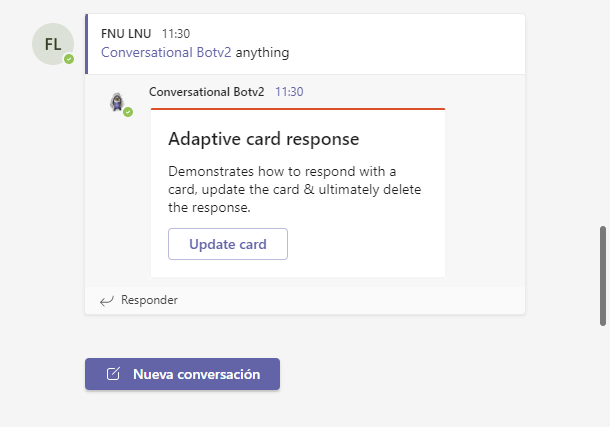 FL
FNU LNU 11:30
Conversational Botv2 anything
Conversational Botv2 11:30
Adaptive card response
Demonstrates how to respond with a
card, update the card & ultimately delete
the response.
Update card
Responder
Nueva conversación